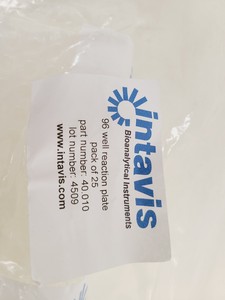 intavis
Bioanalytical Instruments
96 well reaction plate
pack of 25
part number: 40.010
lot number: 4509
www.intavis.com